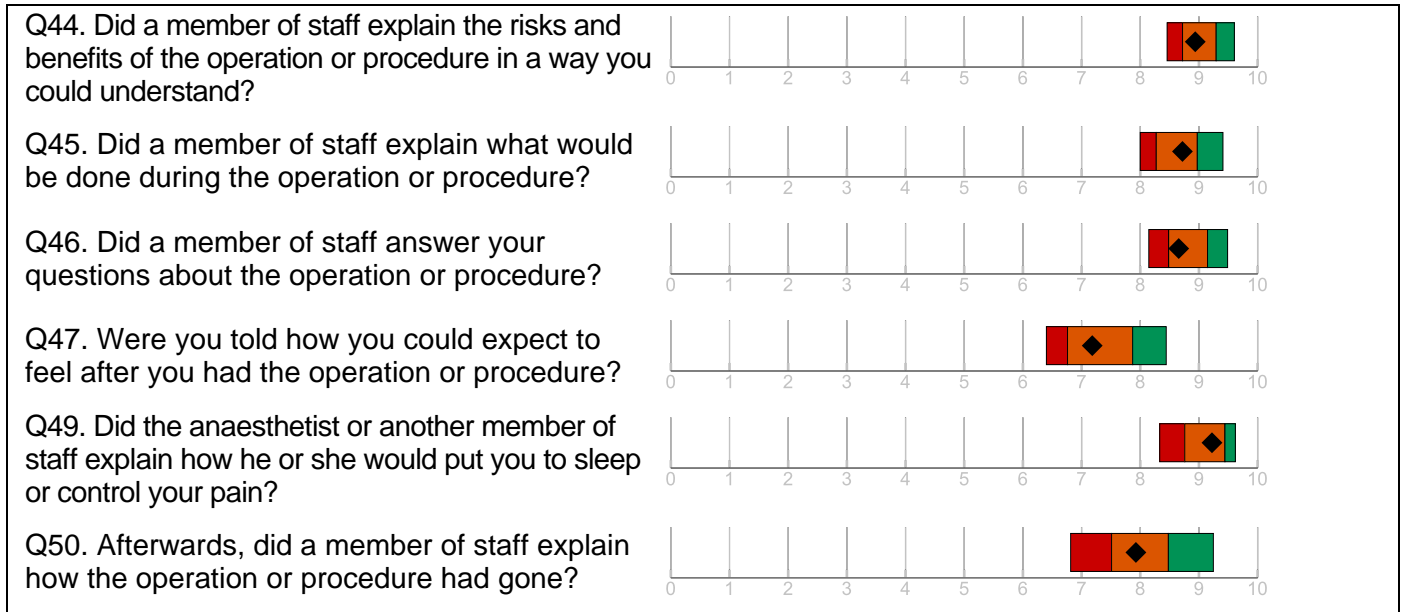 Q44. Did a member of staff explain the risks and
benefits of the operation or procedure in a way you
could understand?
0 1 2 3 4 5 6 7 8 9 10
Q45. Did a member of staff explain what would
be done during the operation or procedure?
0 1 2 3 4 5 6 7 8 9 10
Q46. Did a member of staff answer your
questions about the operation or procedure?
0 1 2 3 4 5 6 7 8 9 10
Q47. Were you told how you could expect to
feel after you had the operation or procedure?
0 1 2 3 4 5 6 7 8 9 10
Q49. Did the anaesthetist or another member of
staff explain how he or she would put you to sleep
or control your pain?
0 1 2 3 4 5 6 7 8 9 10
Q50. Afterwards, did a member of staff explain
how the operation or procedure had gone?
0 1 2 3 4 5 6 7 8 9 10